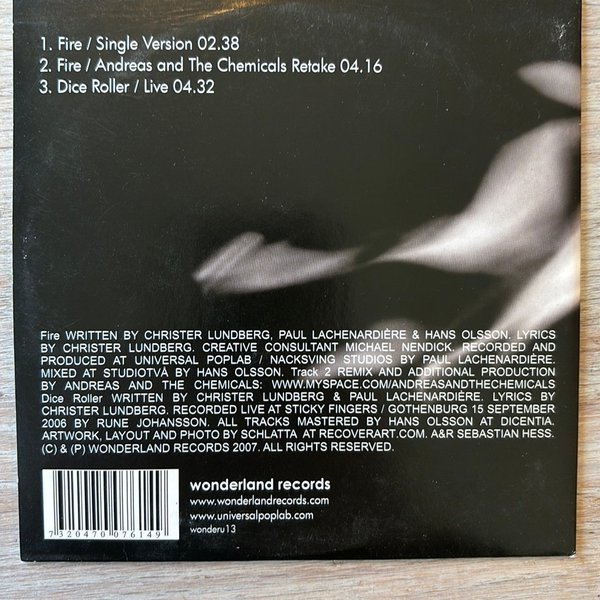 1. Fire / Single Version 02.38
2. Fire / Andreas and The Chemicals Retake 04.16
3. Dice Roller / Live 04.32
Fire WRITTEN BY CHRISTER LUNDBERG, PAUL LACHENARDIÈRE & HANS OLSSON. LYRICS
BY CHRISTER LUNDBERG. CREATIVE CONSULTANT MICHAEL NENDICK. RECORDED AND
PRODUCED AT UNIVERSAL POPLAB / NACKSVING STUDIOS BY PAUL LACHENARDIÈRE.
MIXED AT STUDIOTVÅ BY HANS OLSSON. Track 2 REMIX AND ADDITIONAL PRODUCTION
BY ANDREAS AND THE CHEMICALS: WWW.MYSPACE.COM/ANDREASANDTHECHEMICALS
Dice Roller WRITTEN BY CHRISTER LUNDBERG & PAUL LACHENARDIÈRE. LYRICS BY
CHRISTER LUNDBERG. RECORDED LIVE AT STICKY FINGERS / GOTHENBURG 15 SEPTEMBER
2006 BY RUNE JOHANSSON. ALL TRACKS MASTERED BY HANS OLSSON AT DICENTIA.
ARTWORK, LAYOUT AND PHOTO BY SCHLATTA AT RECOVERART.COM. A&R SEBASTIAN HESS.
(C) & (P) WONDERLAND RECORDS 2007. ALL RIGHTS RESERVED.
wonderland records
www.wonderlandrecords.com
www.universalpoplab.com
wonderu13
7 320470 076149